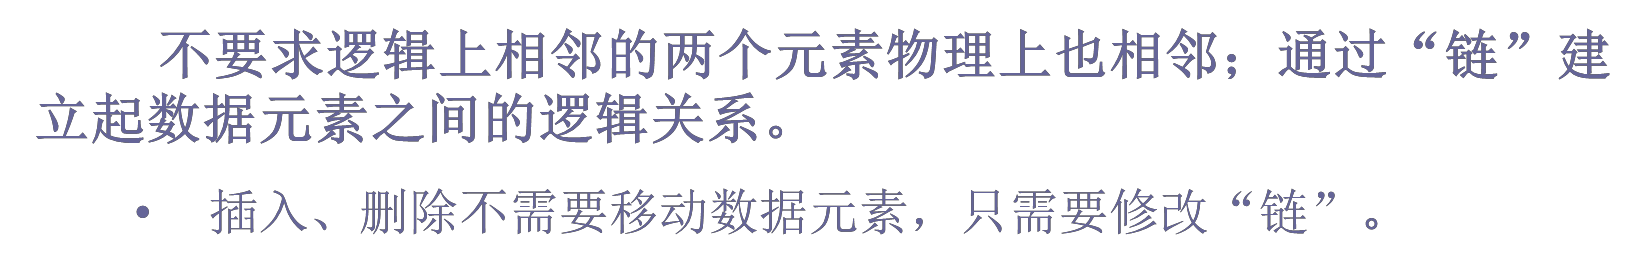 不要求逻辑上相邻的两个元素物理上也相邻；通过“链”建
立起数据元素之间的逻辑关系。
• 插入、删除不需要移动数据元素，只需要修改“链”。